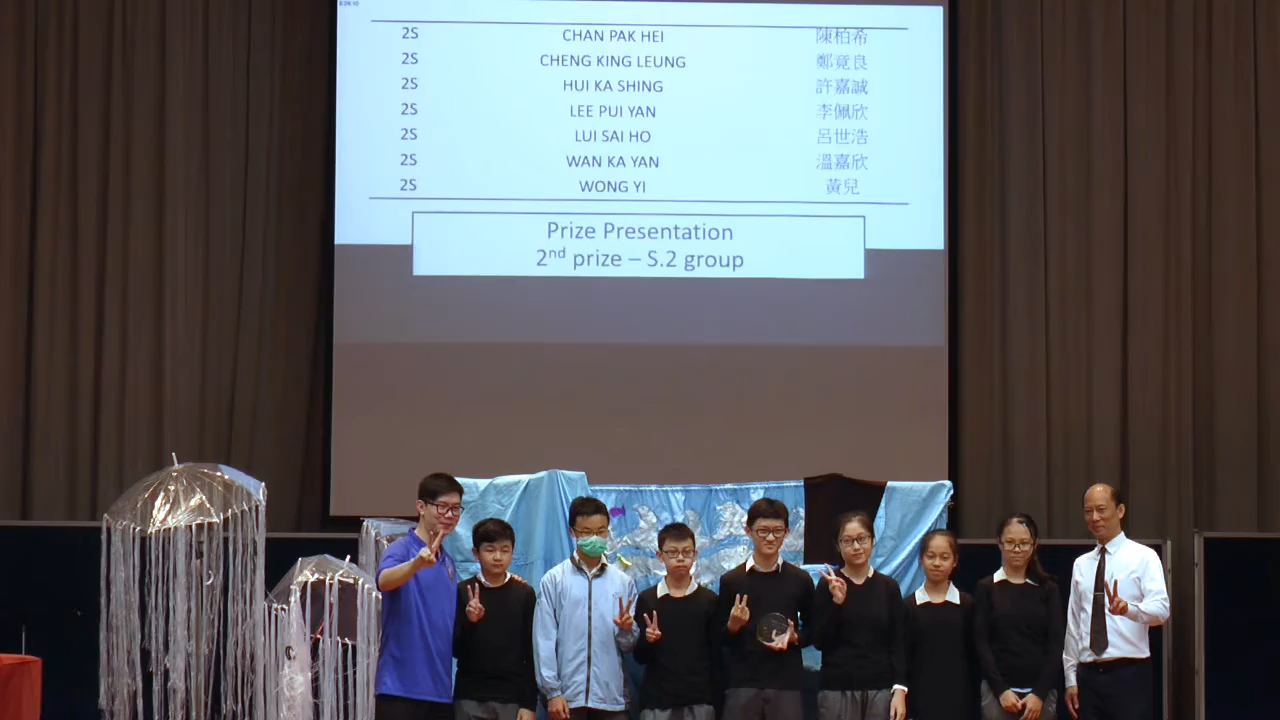 2S CHAN PAK HEI 陳柏希
2S CHENG KING LEUNG 鄭竟良
2S HUI KA SHING 許嘉誠
2S LEE PUI YAN 李佩欣
2S LUI SAI HO 呂世浩
2S WAN KA YAN 溫嘉欣
2S WONG YI 黃兒
Prize Presentation
2nd prize – S.2 group